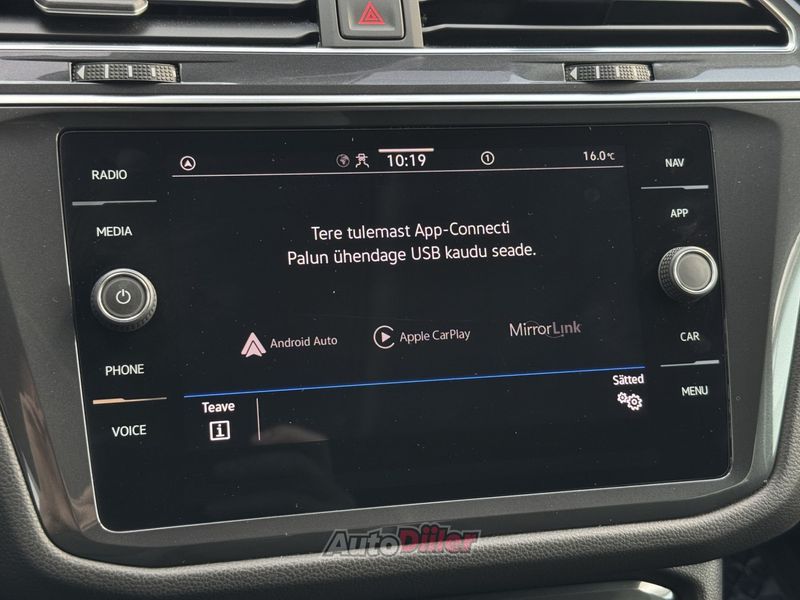 10:19
1
16.0°C
RADIO
MEDIA
PHONE
VOICE
Tere tulemast App-Connecti
Palun ühendage USB kaudu seade.
Android Auto
Apple CarPlay
MirrorLink
Teave
i
Sätted
NAV
APP
CAR
MENU
AutoDiiler